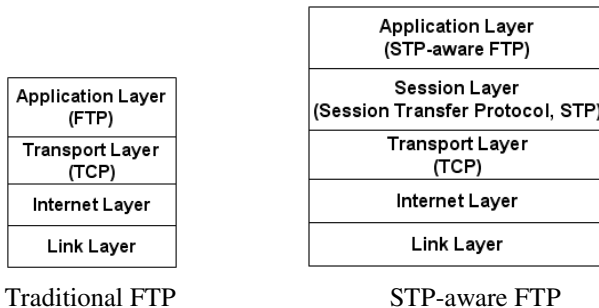 Application Layer
(FTP)
Transport Layer
(TCP)
Internet Layer
Link Layer
Traditional FTP
Application Layer
(STP-aware FTP)
Session Layer
(Session Transfer Protocol, STP)
Transport Layer
(TCP)
Internet Layer
Link Layer
STP-aware FTP